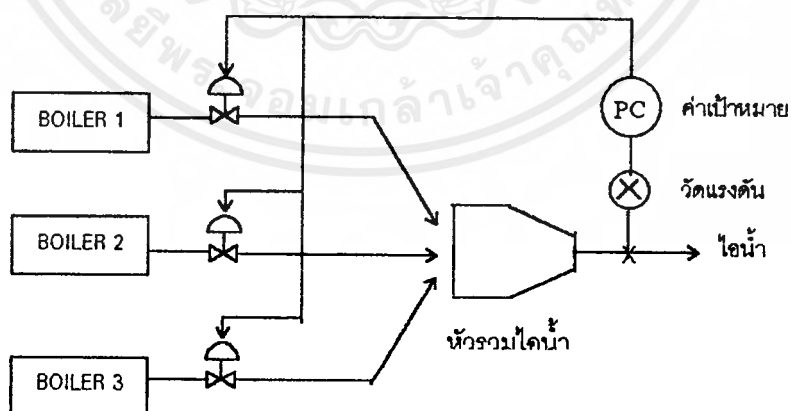 BOILER 1
PC ค่าเป้าหมาย
วัดแรงดัน
BOILER 2
ไอน้ำ
หัวรวมไอน้ำ
BOILER 3